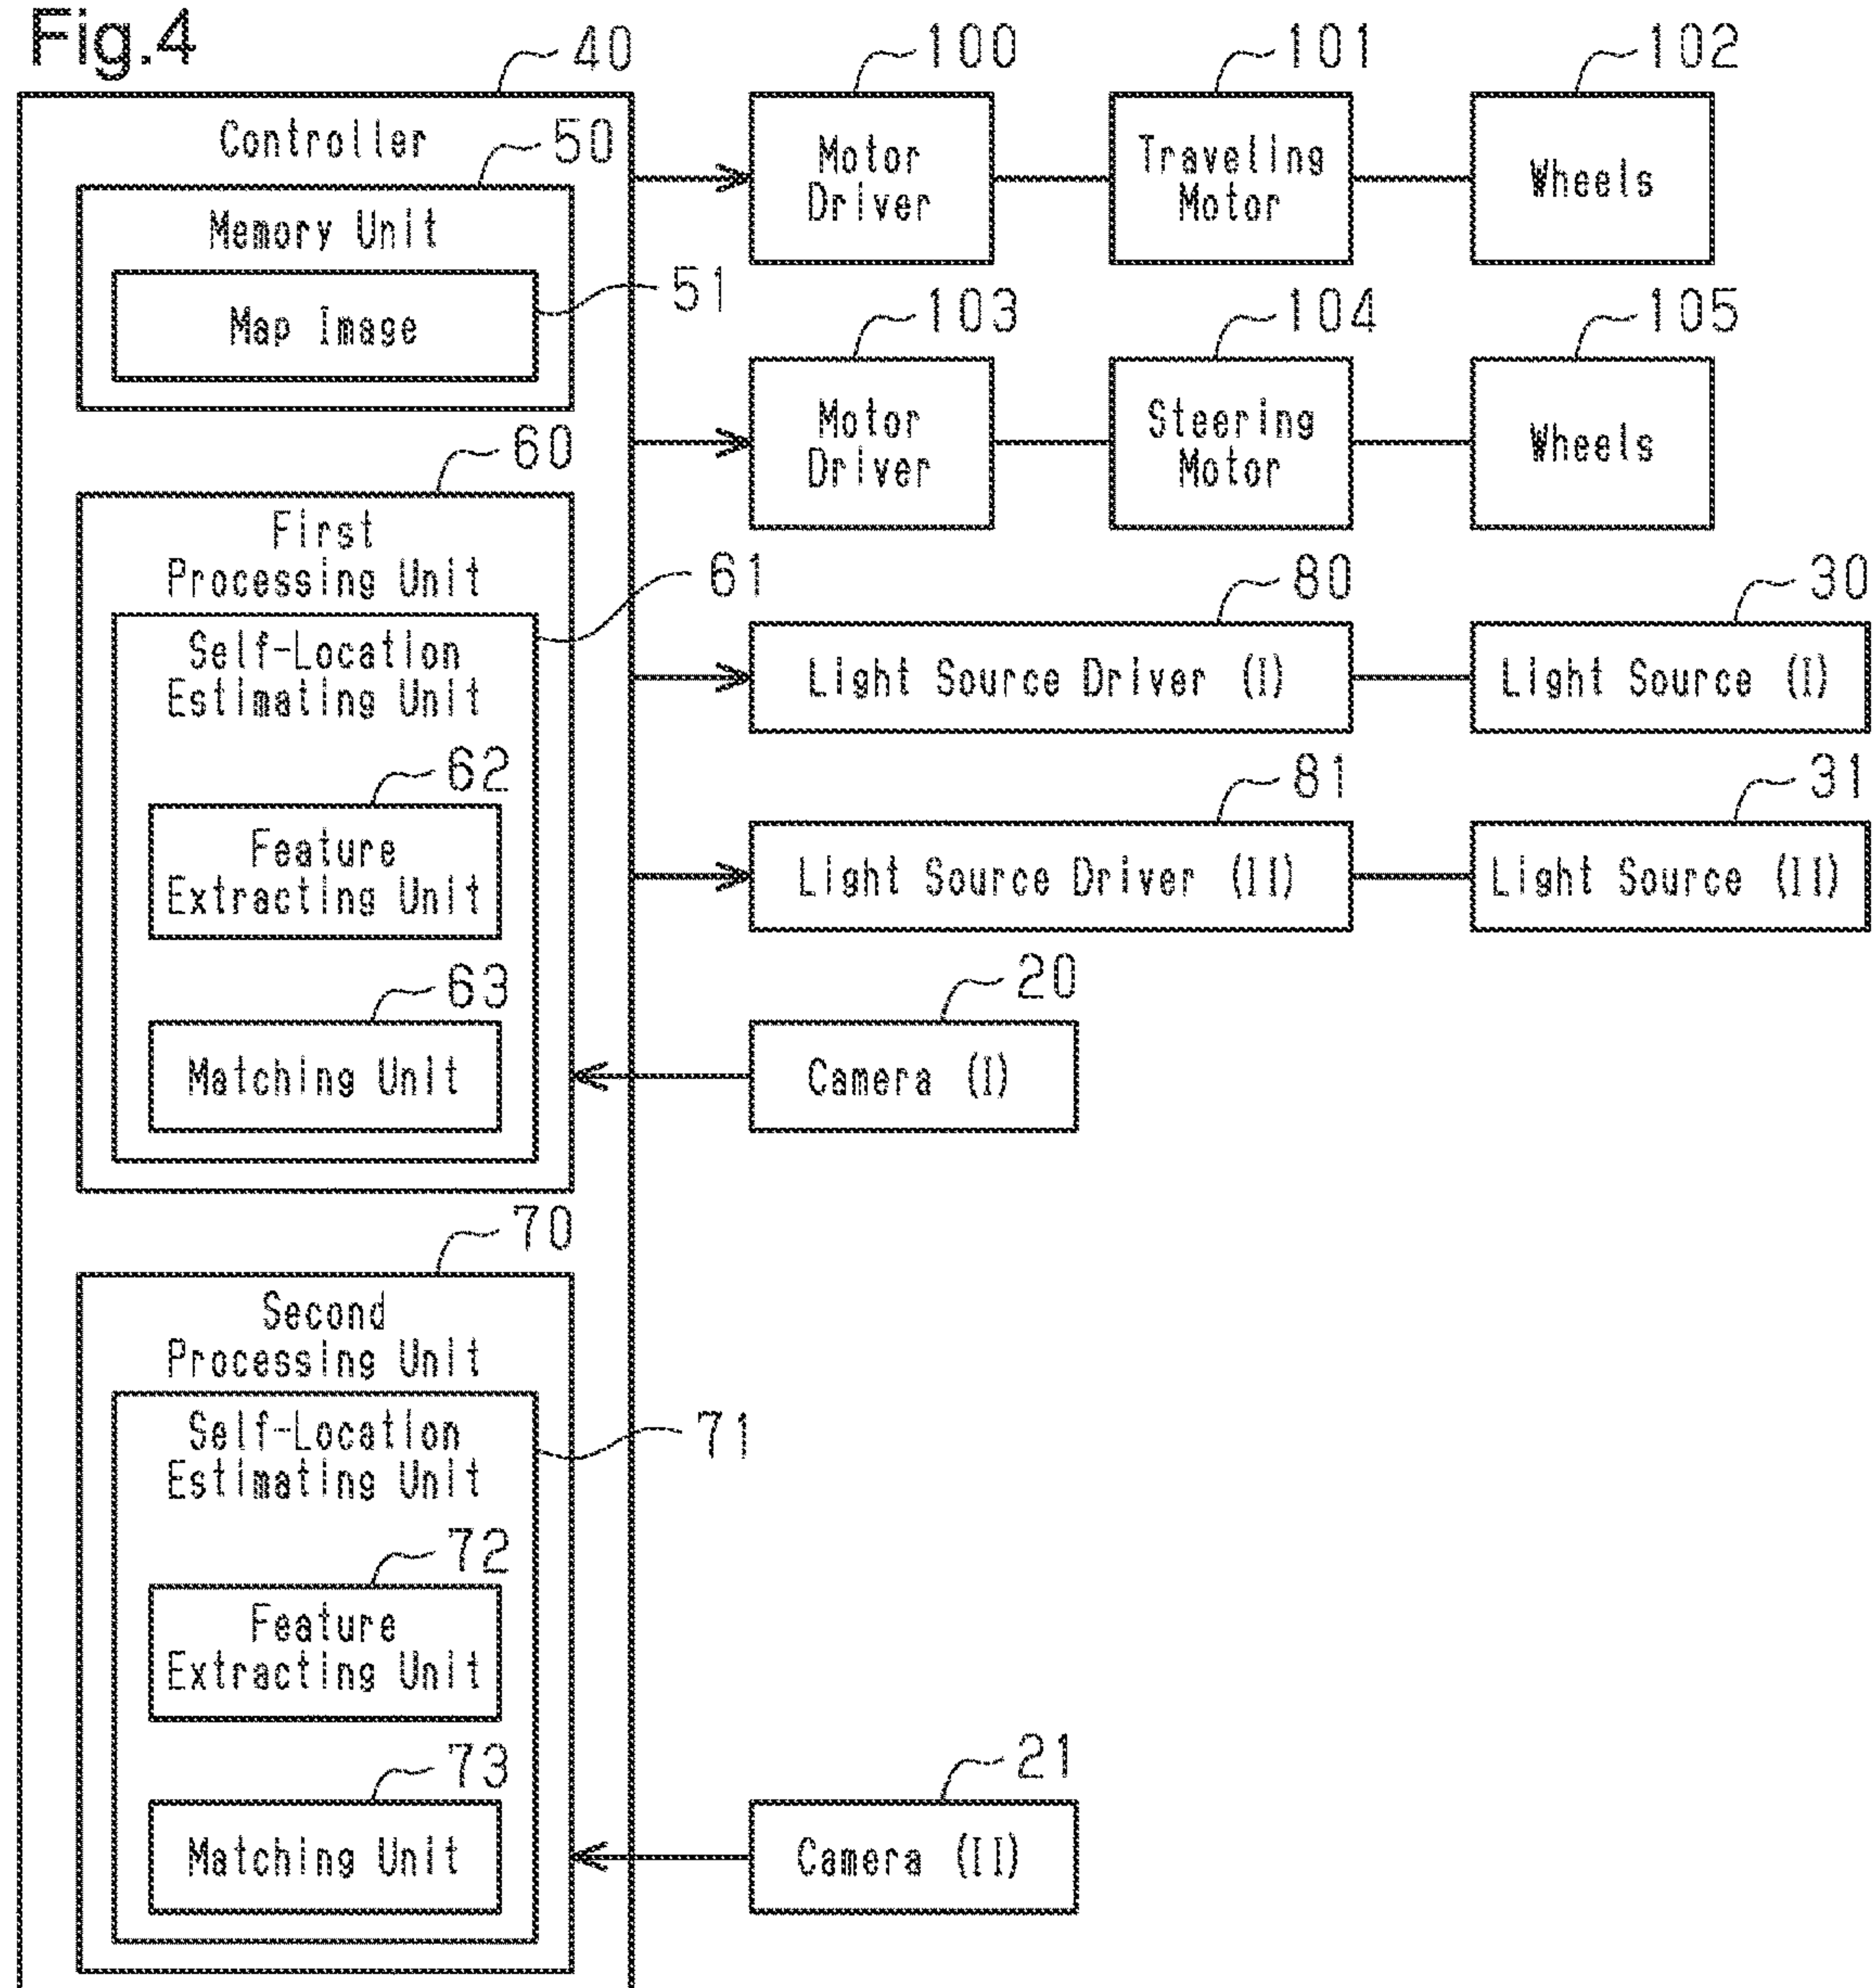 Fig.4
40
Controller
50
Memory Unit
51
Map Image
60
First
Processing Unit
61
Self-Location
Estimating Unit
62
Feature
Extracting Unit
63
Matching Unit
70
Second
Processing Unit
71
Self-Location
Estimating Unit
72
Feature
Extracting Unit
73
Matching Unit
100
Motor
Driver
101
Traveling
Motor
102
Wheels
103
Motor
Driver
104
Steering
Motor
105
Wheels
80
Light Source Driver (I)
30
Light Source (I)
81
Light Source Driver (II)
31
Light Source (II)
20
Camera (I)
21
Camera (II)